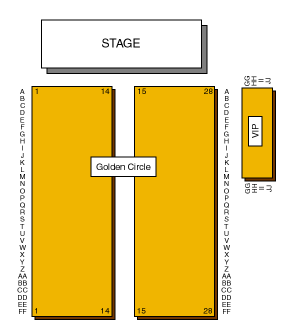 STAGE
GG
HH
II
JJ
A 1 14 15 28 A
B B
C C
D D
E E
F F
G G
H H
I I
J J
K K
L L
M M
N N
O O
P P
Q Q
R R
S S
T T
U U
V V
W W
X X
Y Y
Z Z
AA AA
BB BB
CC CC
DD DD
EE EE
FF 1 14 15 28 FF
Golden Circle
VIP
GG
HH
II
JJ